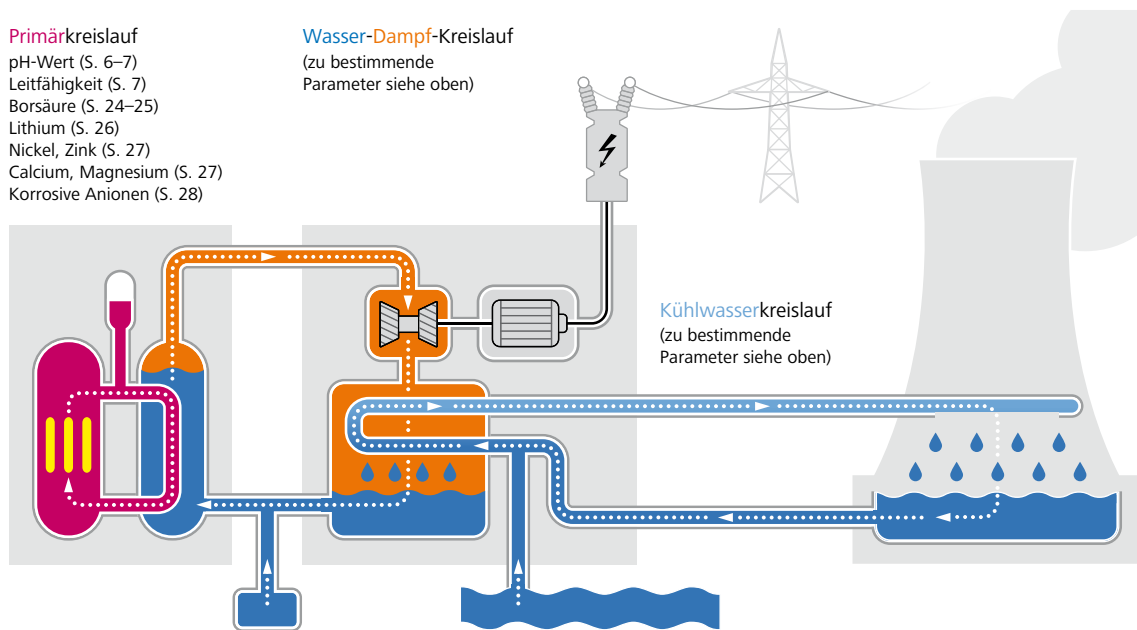 Primärkreislauf
pH-Wert (S. 6–7)
Leitfähigkeit (S. 7)
Borsäure (S. 24–25)
Lithium (S. 26)
Nickel, Zink (S. 27)
Calcium, Magnesium (S. 27)
Korrosive Anionen (S. 28)
Wasser-Dampf-Kreislauf
(zu bestimmende
Parameter siehe oben)
Kühlwasserkreislauf
(zu bestimmende
Parameter siehe oben)